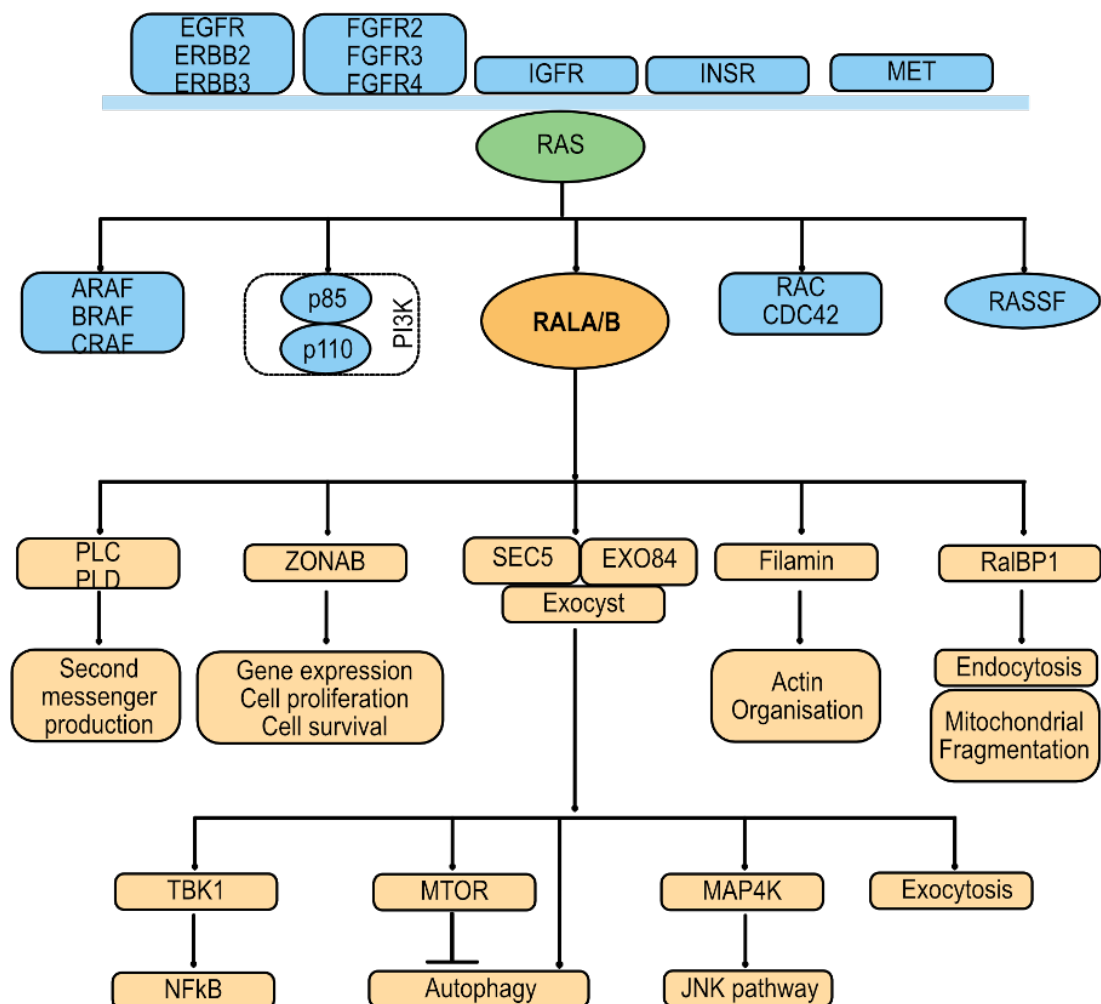 EGFR
ERBB2
ERBB3
FGFR2
FGFR3
FGFR4
IGFR
INSR
MET
RAS
ARAF
BRAF
CRAF
p85
p110
PI3K
RALA/B
RAC
CDC42
RASSF
PLC
PLD
ZONAB
SEC5
EXO84
Exocyst
Filamin
RalBP1
Second
messenger
production
Gene expression
Cell proliferation
Cell survival
Actin
Organisation
Endocytosis
Mitochondrial
Fragmentation
TBK1
MTOR
MAP4K
Exocytosis
NFkB
Autophagy
JNK pathway